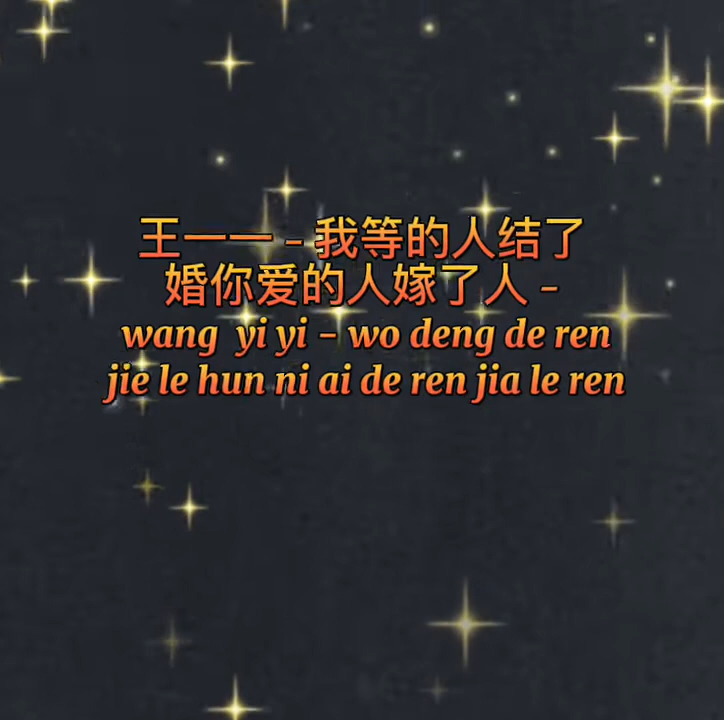 王一一 - 我等的人结了
婚你爱的人嫁了人 -
wang yi yi - wo deng de ren
jie le hun ni ai de ren jia le ren